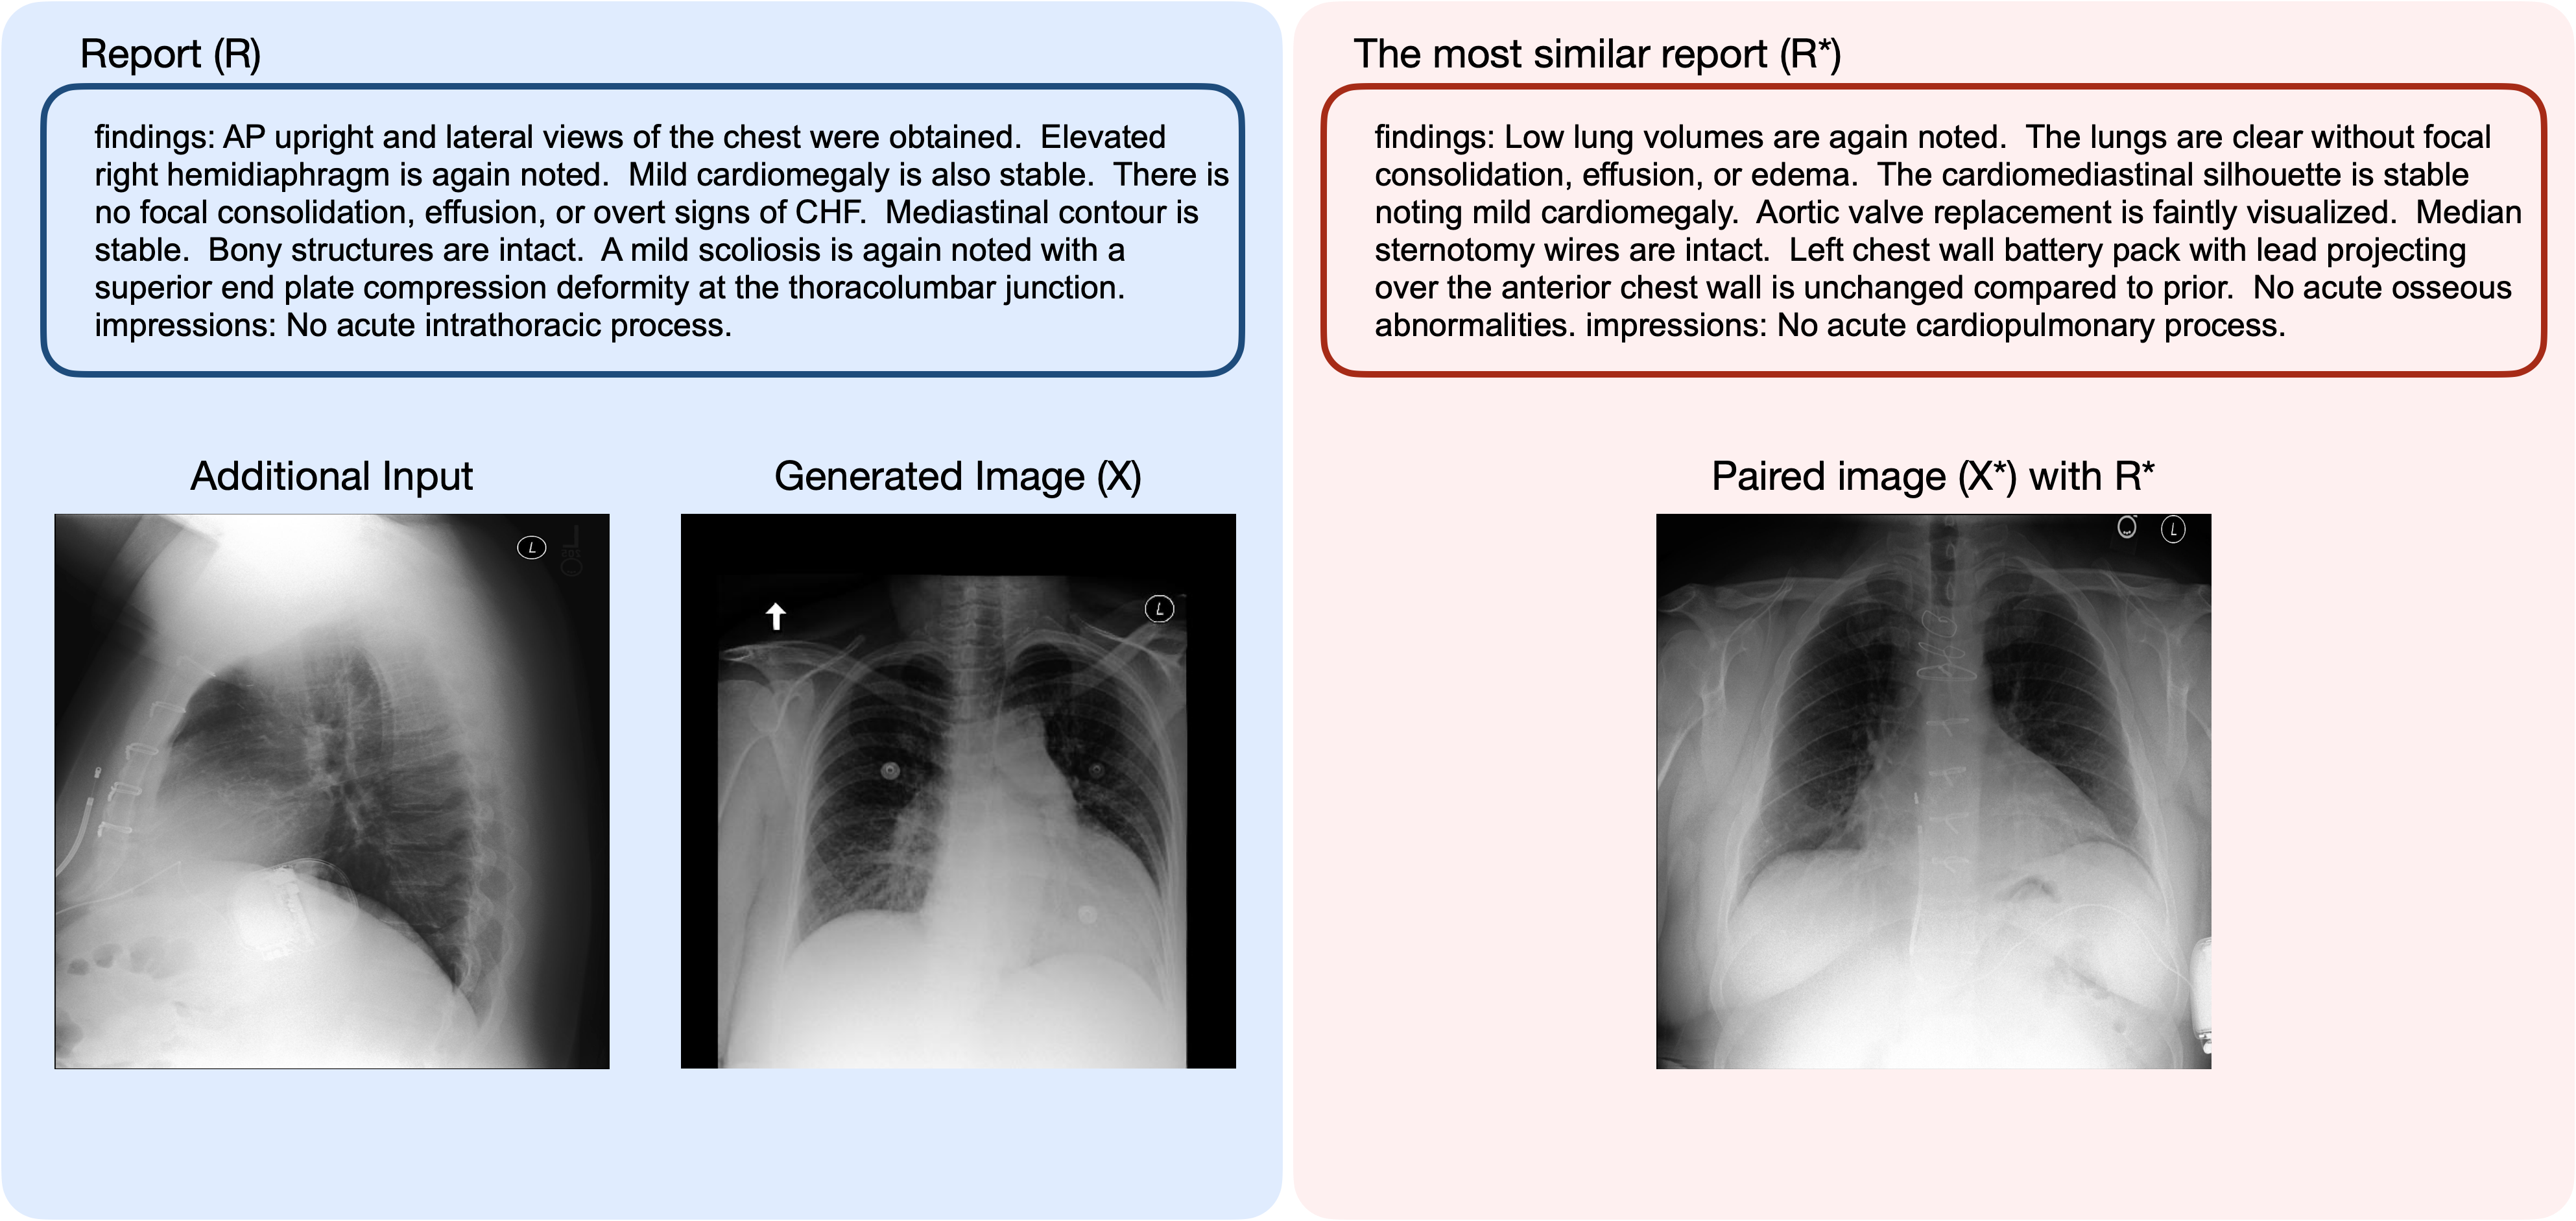 Report (R)
findings: AP upright and lateral views of the chest were obtained.  Elevated
right hemidiaphragm is again noted.  Mild cardiomegaly is also stable.  There is
no focal consolidation, effusion, or overt signs of CHF.  Mediastinal contour is
stable.  Bony structures are intact.  A mild scoliosis is again noted with a
superior end plate compression deformity at the thoracolumbar junction.
impressions: No acute intrathoracic process.
Additional Input
L
L
Generated Image (X)
L
The most similar report (R*)
findings: Low lung volumes are again noted.  The lungs are clear without focal
consolidation, effusion, or edema.  The cardiomediastinal silhouette is stable
noting mild cardiomegaly.  Aortic valve replacement is faintly visualized.  Median
sternotomy wires are intact.  Left chest wall battery pack with lead projecting
over the anterior chest wall is unchanged compared to prior.  No acute osseous
abnormalities. impressions: No acute cardiopulmonary process.
Paired image (X*) with R*
L